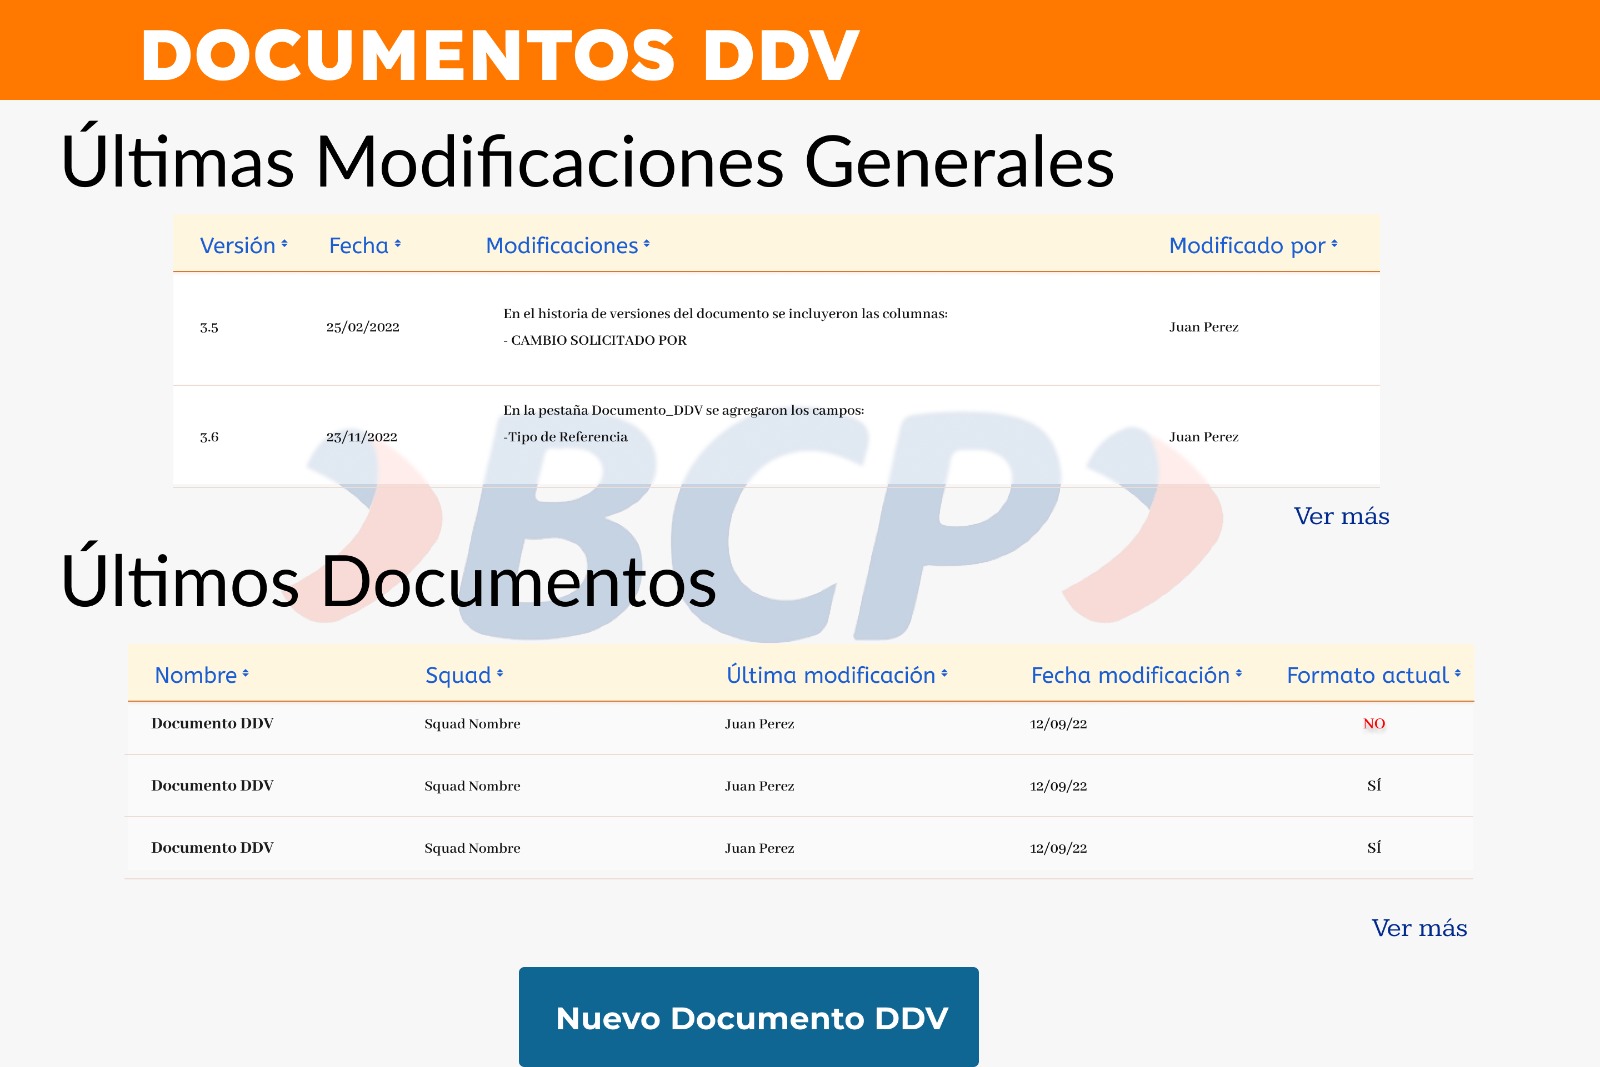 DOCUMENTOS DDV
Últimas Modificaciones Generales
Versión Fecha Modificaciones Modificado por
En el historia de versiones del documento se incluyeron las columnas:
3.5 25/02/2022 Juan Perez
- CAMBIO SOLICITADO POR
En la pestaña Documento_DDV se agregaron los campos:
3.6 23/11/2022 -Tipo de Referencia Juan Perez
BCP
Ver más
Últimos Documentos
Nombre Squad Última modificación Fecha modificación Formato actual
Documento DDV Squad Nombre Juan Perez 12/09/22 NO
Documento DDV Squad Nombre Juan Perez 12/09/22 SÍ
Documento DDV Squad Nombre Juan Perez 12/09/22 SÍ
Ver más
Nuevo Documento DDV